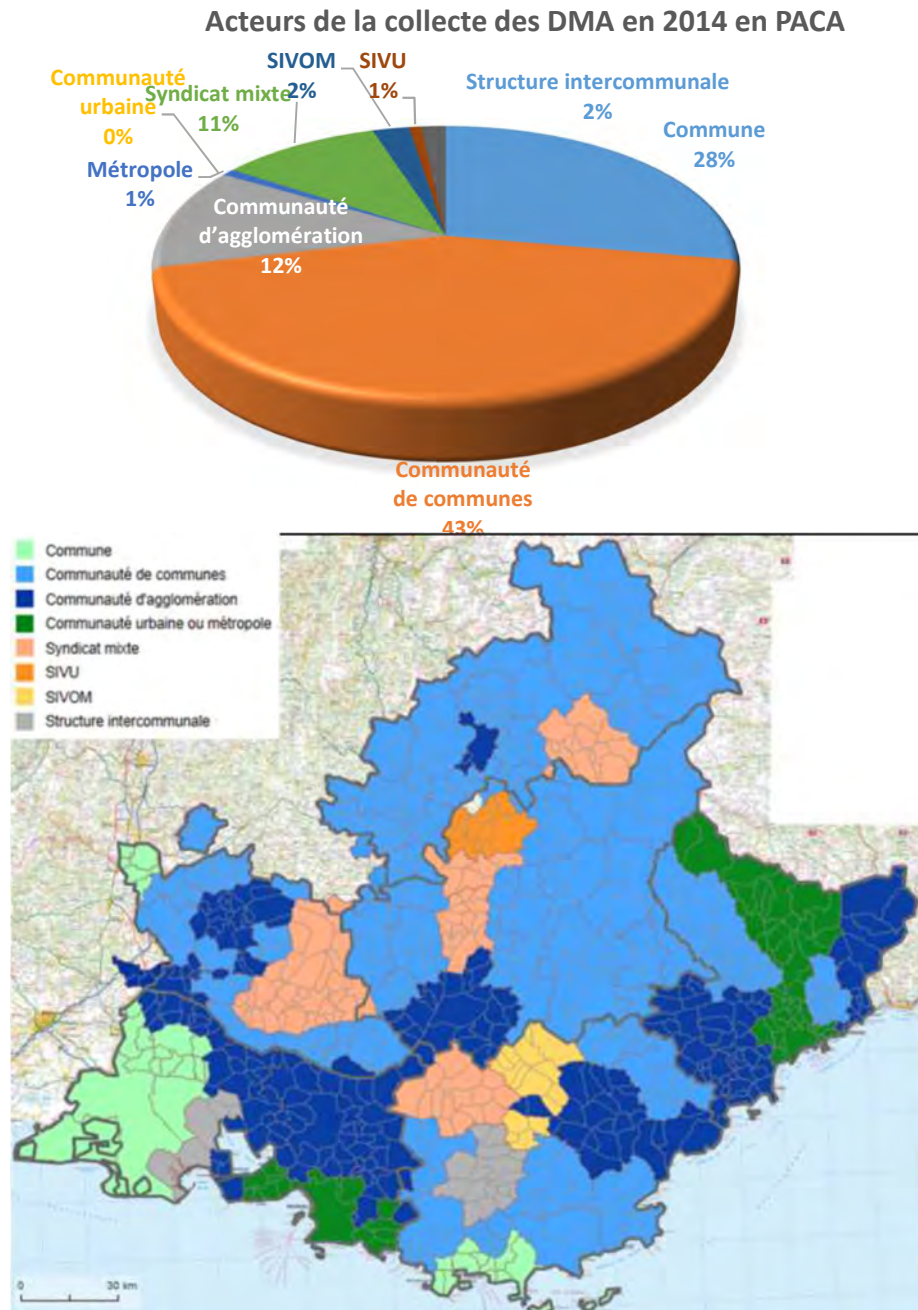 Acteurs de la collecte des DMA en 2014 en PACA
Communauté
urbaine
0%
Syndicat mixte
11%
SIVOM
2%
SIVU
1%
Structure intercommunale
2%
Commune
28%
Métropole
1%
Communauté
d'agglomération
12%
Communauté
de communes
43%
Commune
Communauté de communes
Communauté d'agglomération
Communauté urbaine ou métropole
Syndicat mixte
SIVU
SIVOM
Structure intercommunale
0 30 km